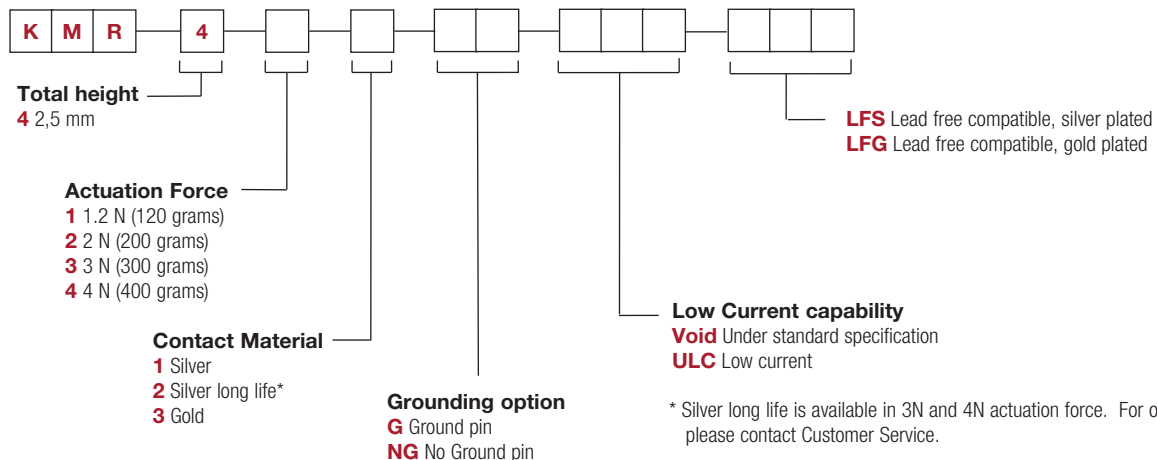 K M R 4
Total height
4 2,5 mm
LFS Lead free compatible, silver plated
LFG Lead free compatible, gold plated
Actuation Force
1 1.2 N (120 grams)
2 2 N (200 grams)
3 3 N (300 grams)
4 4 N (400 grams)
Low Current capability
Void Under standard specification
ULC Low current
Contact Material
1 Silver
2 Silver long life*
3 Gold
Grounding option
G Ground pin
NG No Ground pin
* Silver long life is available in 3N and 4N actuation force. For
please contact Customer Service.